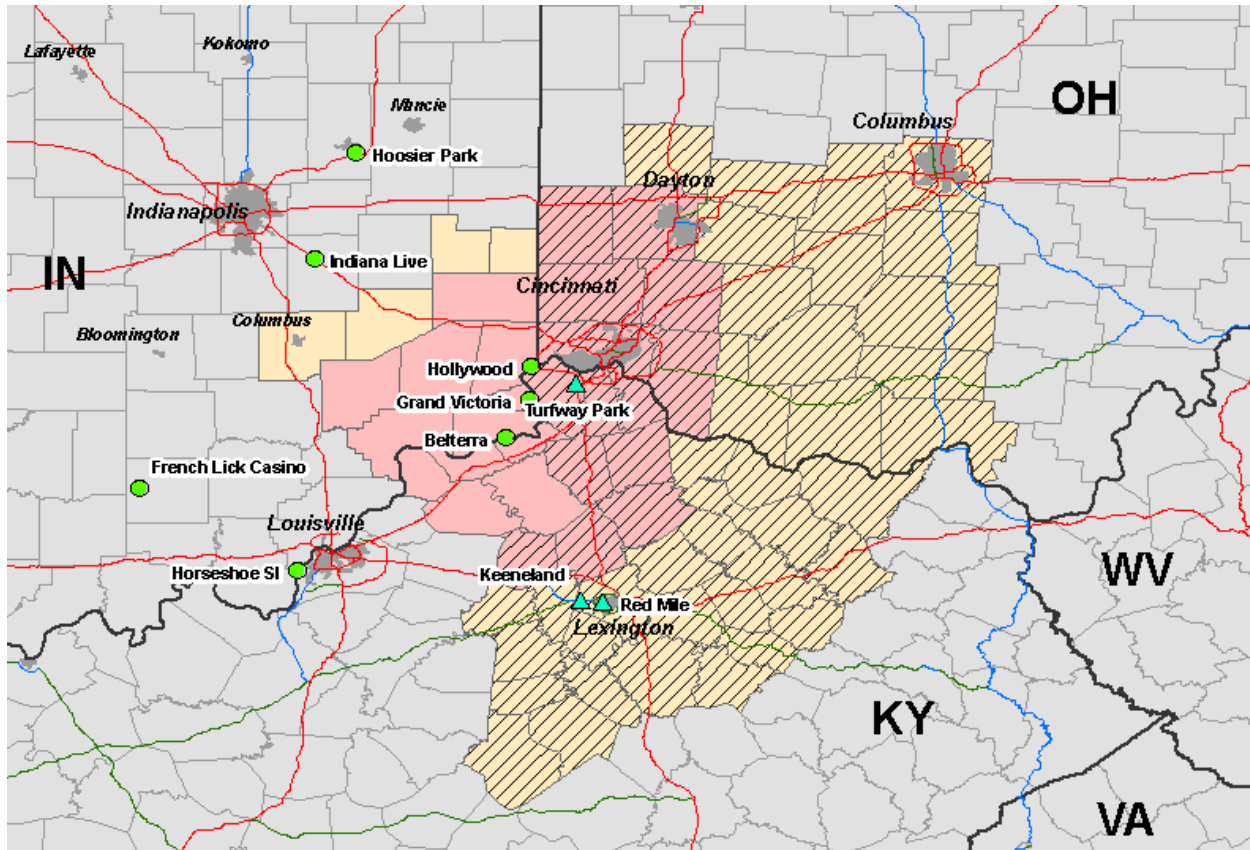 Kokomo
Lafayette
Muncie
OH
Columbus
Hoosier Park
Dayton
Indianapolis
IN
Indiana Live
Cincinnati
Columbus
Bloomington
Hollywood
Grand Victoria
Turfway Park
Belterra
French Lick Casino
Louisville
WV
Horseshoe SI
Keeneland
Red Mile
Lexington
KY
VA